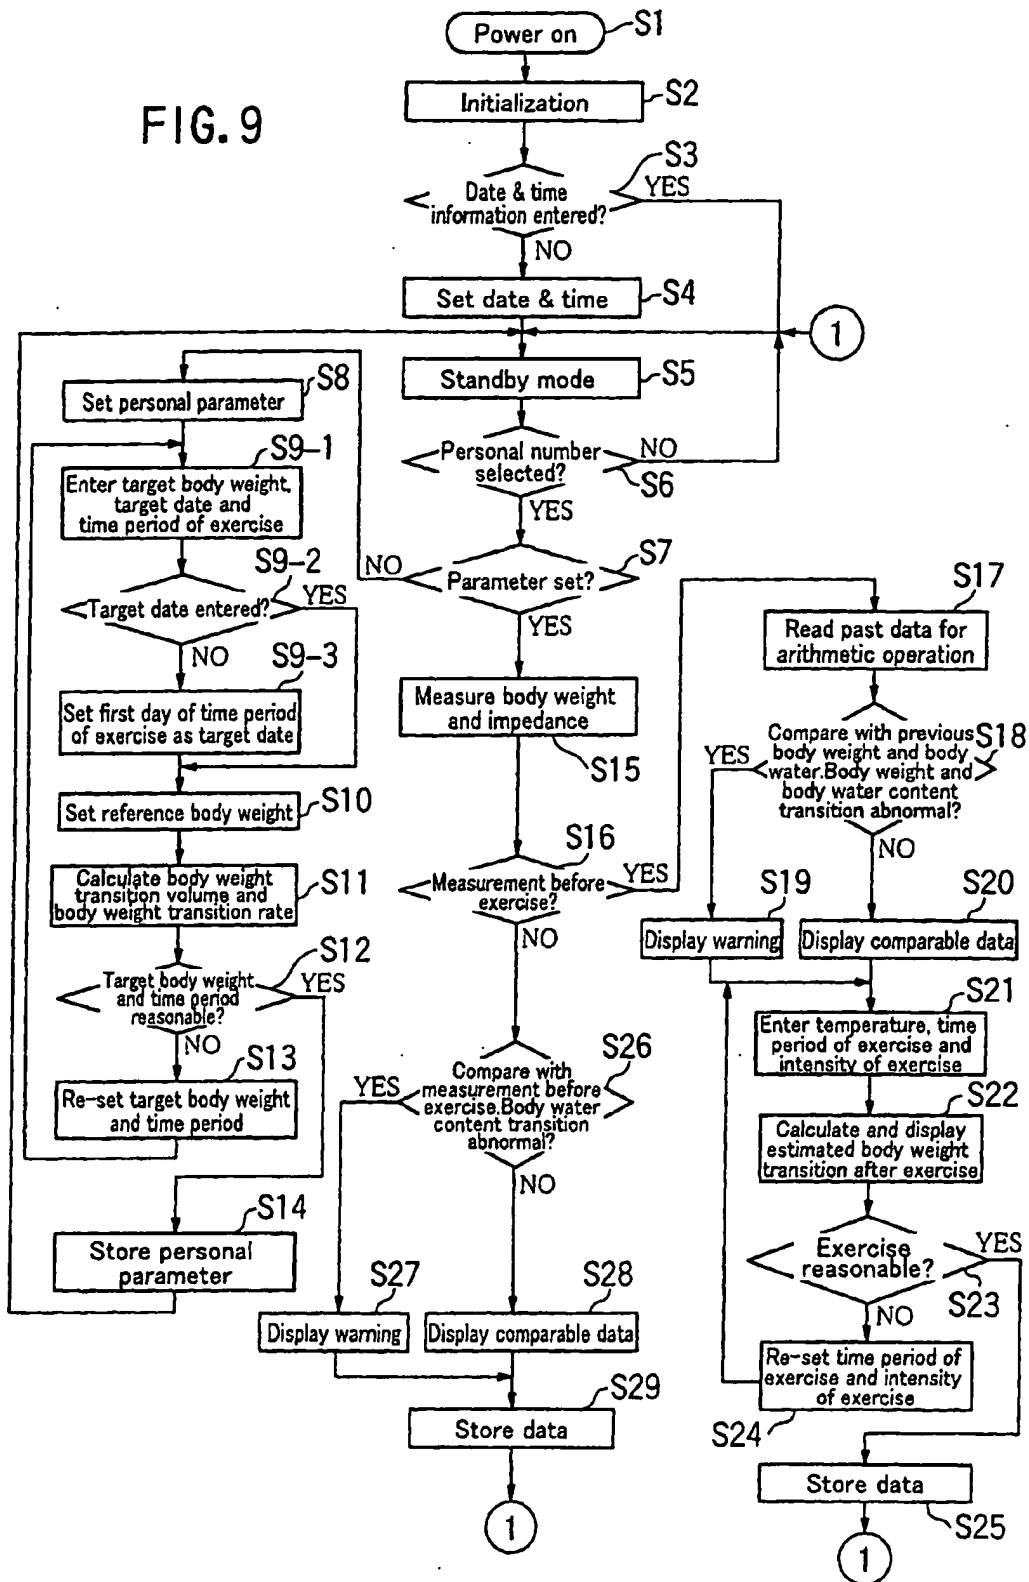 FIG. 9
Power on
S1
Initialization
S2
Date & time
information entered?
S3
YES
NO
Set date & time
S4
1
Standby mode
S5
Personal number
selected?
S6
NO
YES
Parameter set?
S7
NO
YES
Set personal parameter
S8
Enter target body weight,
target date and
time period of exercise
S9-1
Target date entered?
S9-2
YES
NO
Set first day of time period
of exercise as target date
S9-3
Set reference body weight
S10
Calculate body weight
transition volume and
body weight transition rate
S11
Target body weight
and time period
reasonable?
S12
YES
NO
Re-set target body weight
and time period
S13
Store personal
parameter
S14
Measure body weight
and impedance
S15
Measurement before
exercise?
S16
YES
NO
Read past data for
arithmetic operation
S17
Compare with previous
body weight and body
water.Body weight and
body water content
transition abnormal?
S18
YES
NO
Display warning
S19
Display comparable data
S20
Enter temperature, time
period of exercise and
intensity of exercise
S21
Calculate and display
estimated body weight
transition after exercise
S22
Exercise
reasonable?
S23
YES
NO
Re-set time period of
exercise and intensity
of exercise
S24
Store data
S25
1
Compare with
measurement before
exercise.Body water
content transition
abnormal?
S26
YES
NO
Display warning
S27
Display comparable data
S28
Store data
S29
1